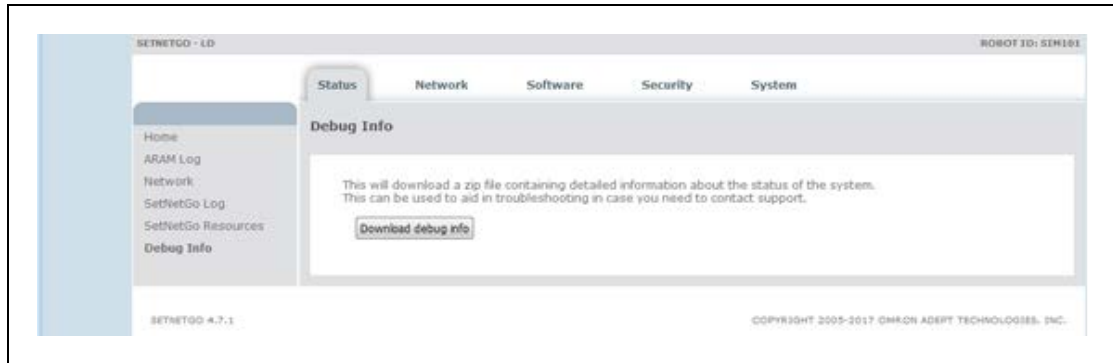 SETNETGO - LD
ROBOT ID: SIM101
Status
Network
Software
Security
System
Debug Info
Home
ARAM Log
Network
SetNetGo Log
SetNetGo Resources
Debug Info
This will download a zip file containing detailed information about the status of the system.
This can be used to aid in troubleshooting in case you need to contact support.
Download debug info
SETNETGO 4.7.1
COPYRIGHT 2005-2017 OMRON ADEPT TECHNOLOGIES, INC.